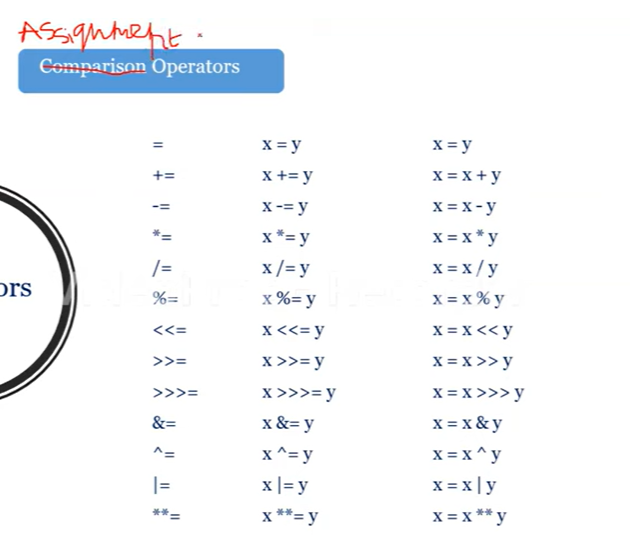 Assignment.
Comparison Operators
= x = y x = y
+= x += y x = x + y
-= x -= y x = x - y
*= x *= y x = x * y
/= x /= y x = x / y
%= x %= y x = x % y
<<= x <<= y x = x << y
>>= x >>= y x = x >> y
>>>= x >>>= y x = x >>> y
&= x &= y x = x & y
^= x ^= y x = x ^ y
|= x |= y x = x | y
**= x **= y x = x ** y
ors